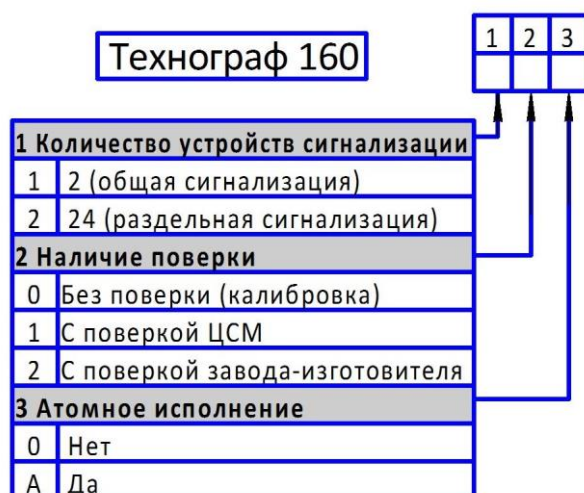 Технограф 160
1 2 3
1 Количество устройств сигнализации
1 2 (общая сигнализация)
2 24 (раздельная сигнализация)
2 Наличие поверки
0 Без поверки (калибровка)
1 С поверкой ЦСМ
2 С поверкой завода-изготовителя
3 Атомное исполнение
0 Нет
А Да